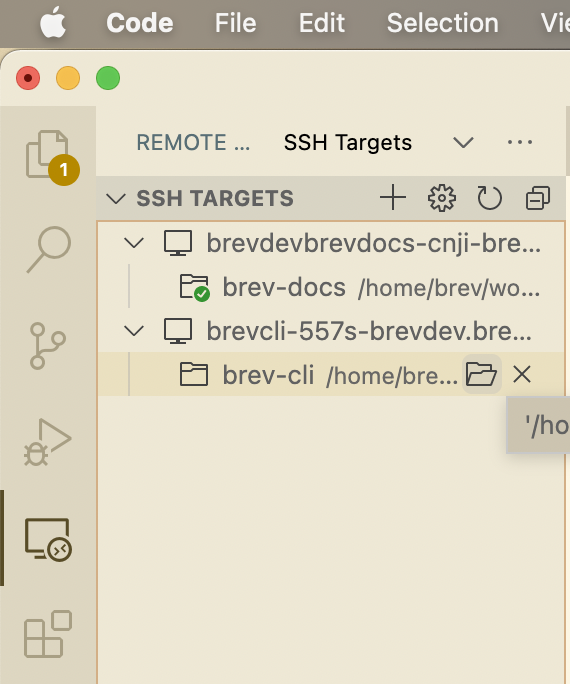 Code File Edit Selection Vie
REMOTE ... SSH Targets
1
SSH TARGETS
brevdevbrevdocs-cnji-bre...
brev-docs /home/brev/wo...
brevcli-557s-brevdev.bre...
brev-cli /home/bre...
'/ho